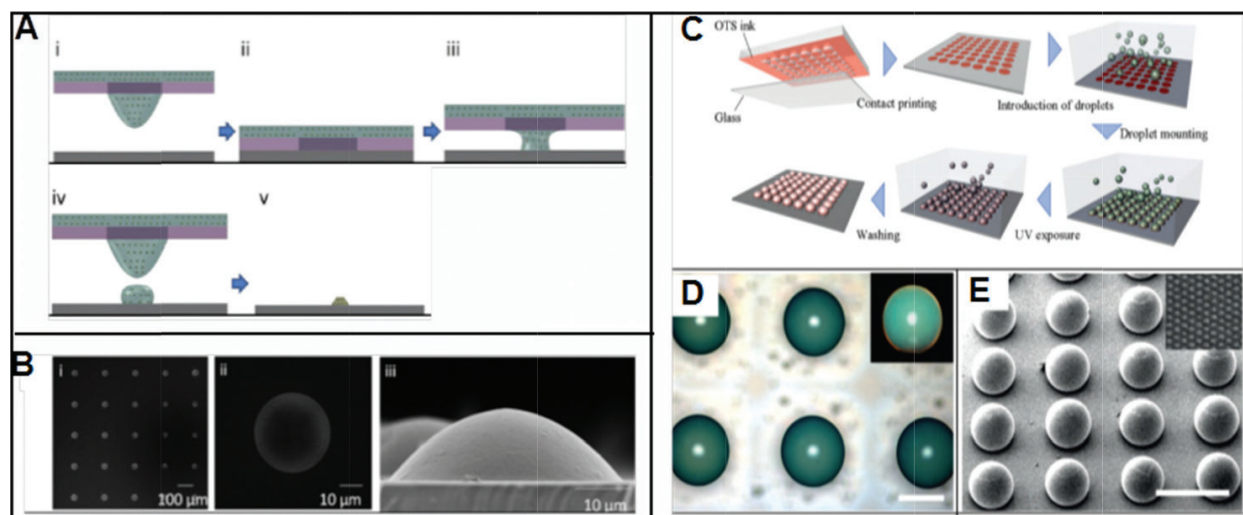 A
i
ii
iii
iv
v
B
i
ii
iii
100 µm
10 µm
10 µm
C
OTS ink
Glass
Contact printing
Introduction of droplets
Droplet mounting
UV exposure
Washing
D
E